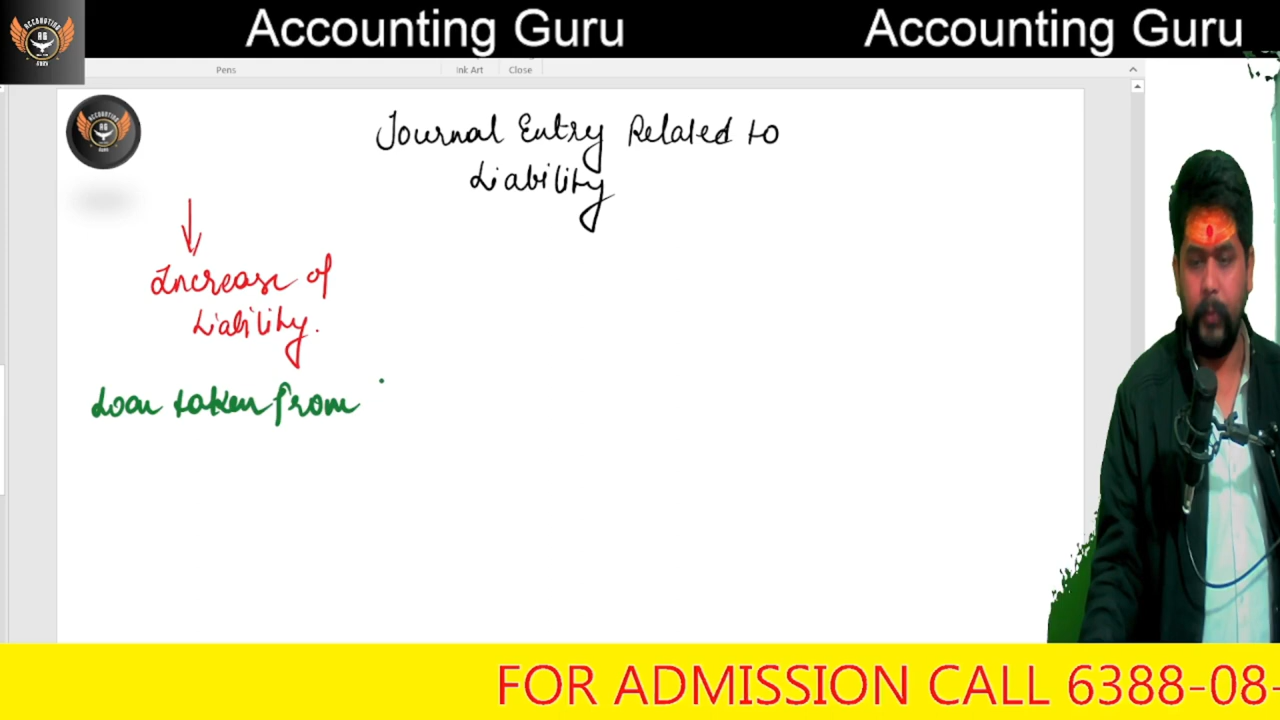 Accounting Guru
Accounting Guru
Pens
Ink Art
Close
Journal Entry Related to
Liability
Increase of
Liability.
Loan taken from
FOR ADMISSION CALL 6388-08-